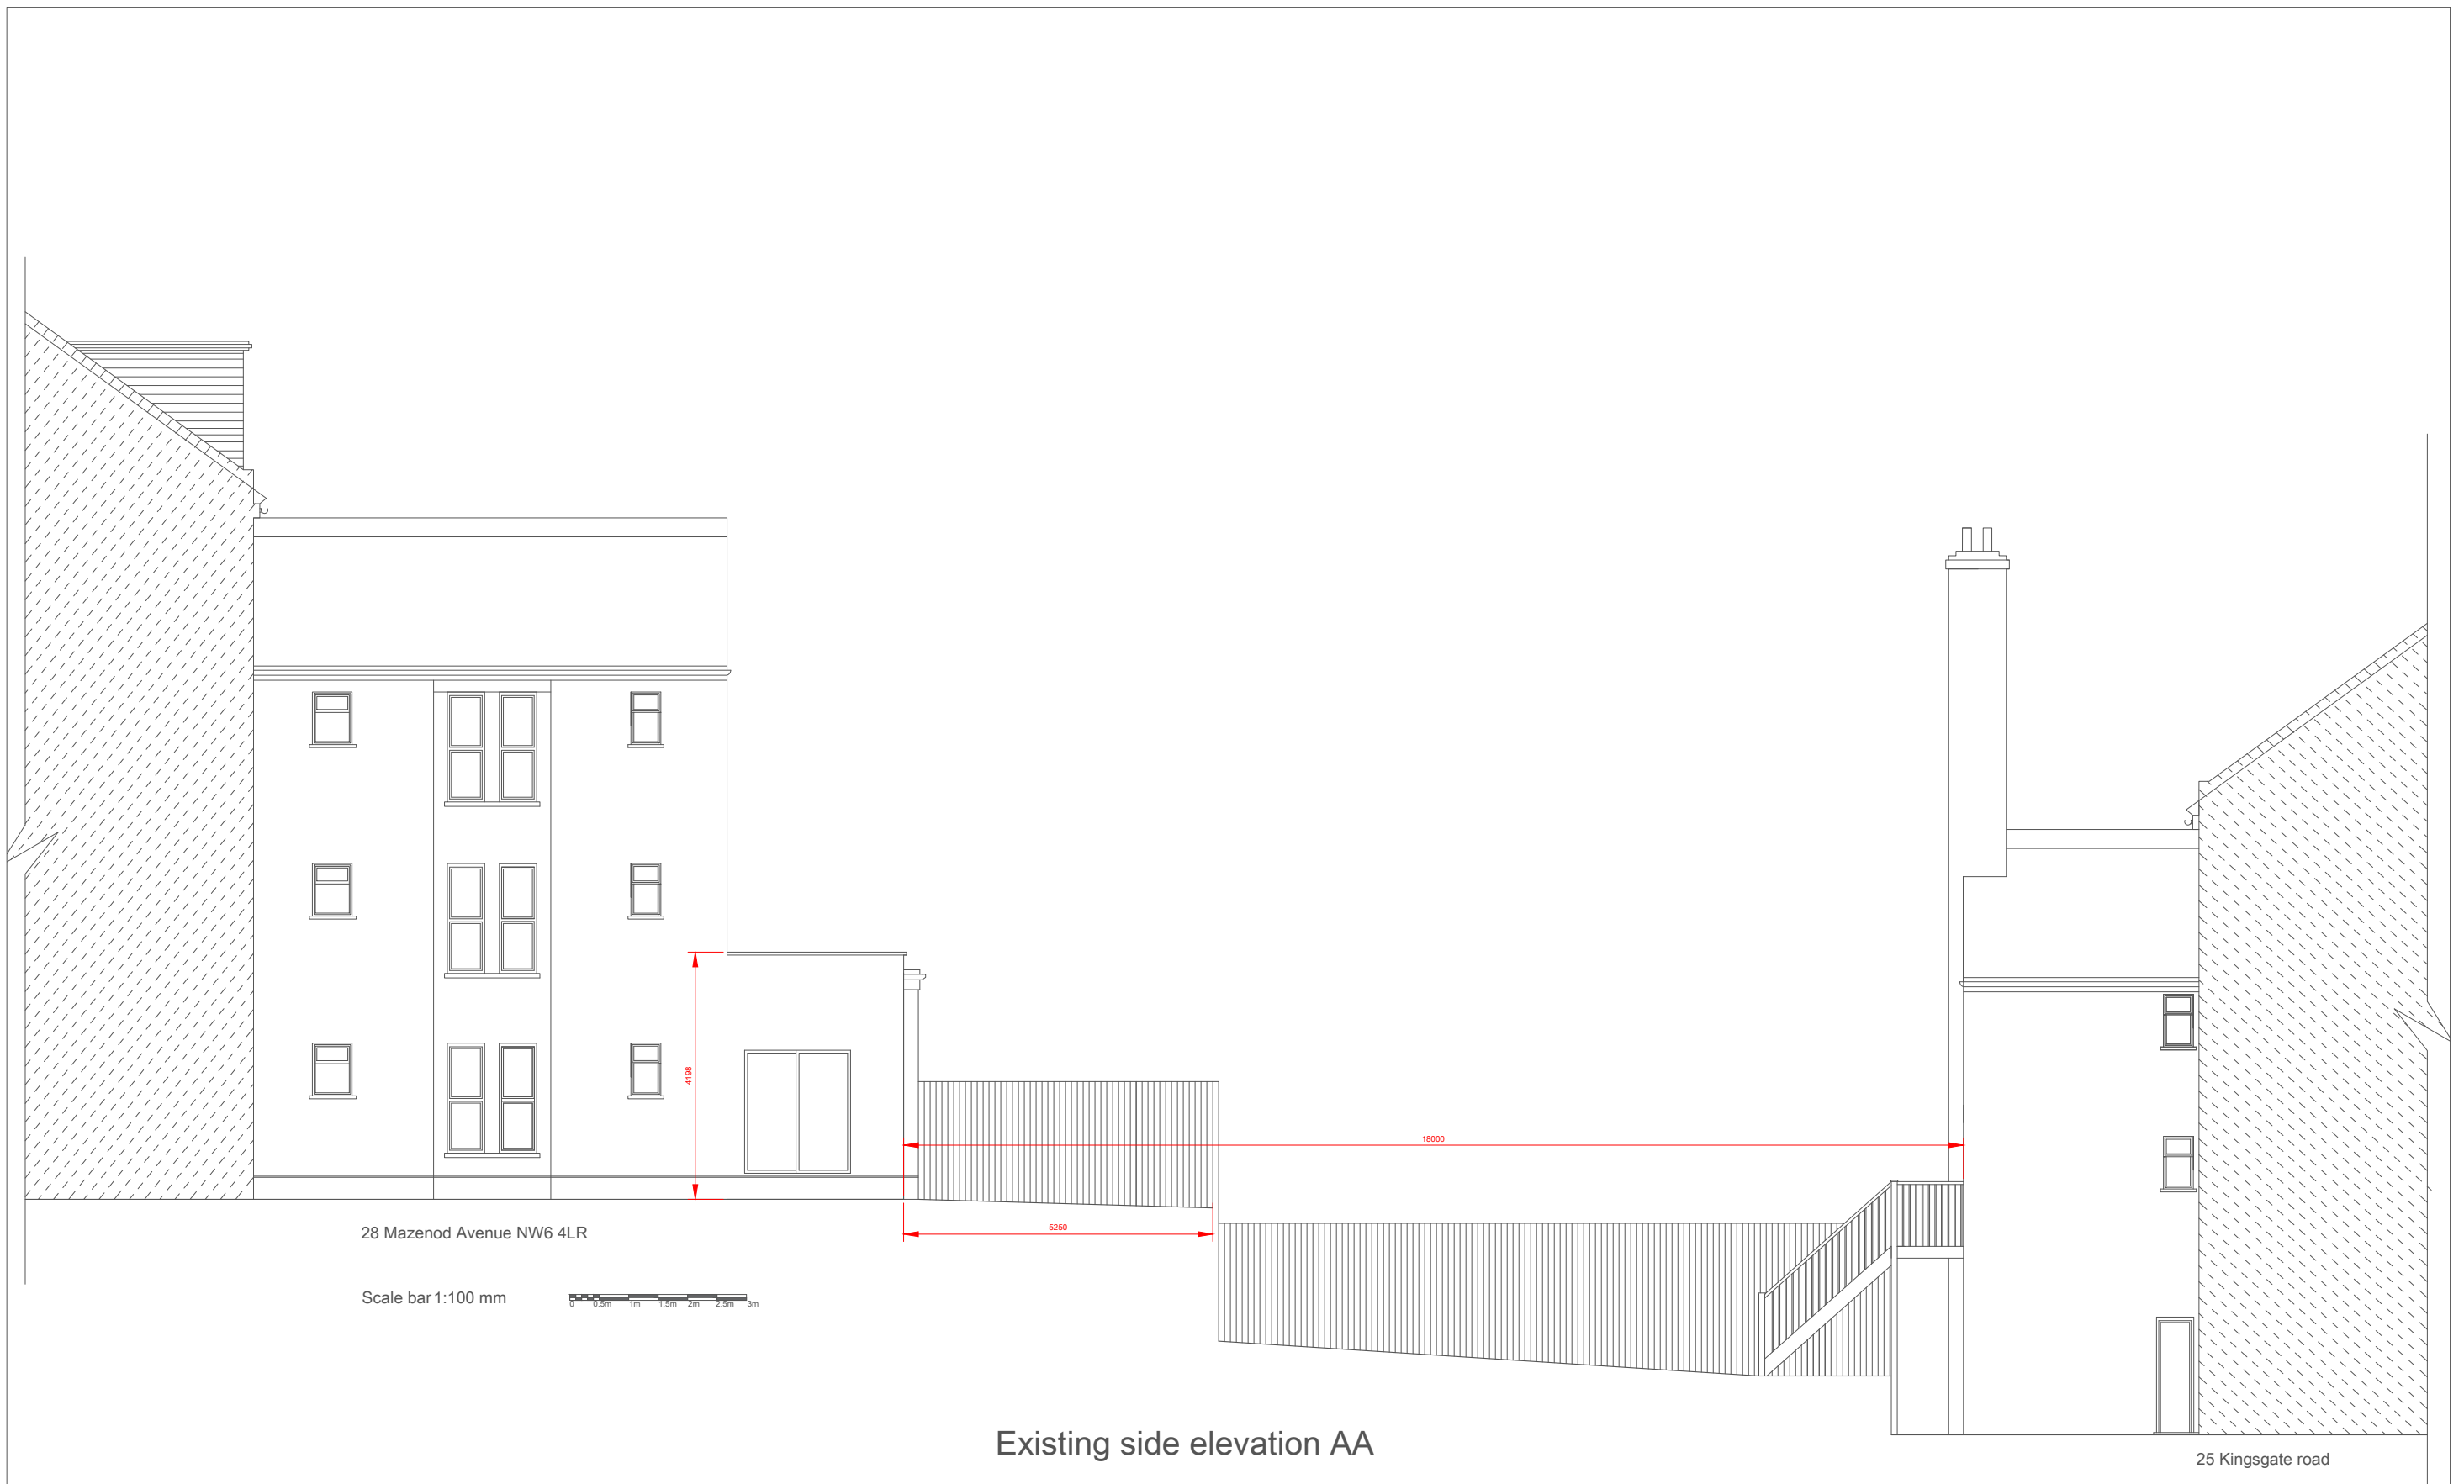 4198
18000
5250
28 Mazenod Avenue NW6 4LR
Scale bar 1:100 mm
0 0.5m 1m 1.5m 2m 2.5m 3m
Existing side elevation AA
25 Kingsgate road